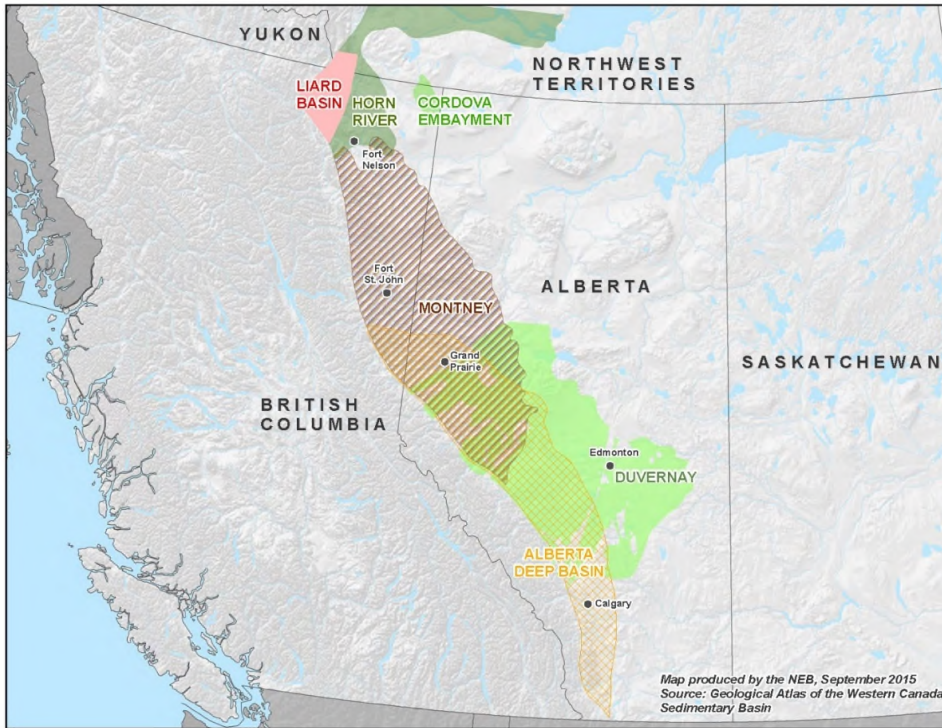 YUKON
NORTHWEST
TERRITORIES
LIARD
BASIN
HORN
RIVER
CORDOVA
EMBAYMENT
Fort
Nelson
Fort
St. John
MONTNEY
ALBERTA
Grand
Prairie
SASKATCHEWAN
BRITISH
COLUMBIA
Edmonton
DUVERNAY
ALBERTA
DEEP BASIN
Calgary
Map produced by the NEB, September 2015
Source: Geological Atlas of the Western Canada
Sedimentary Basin